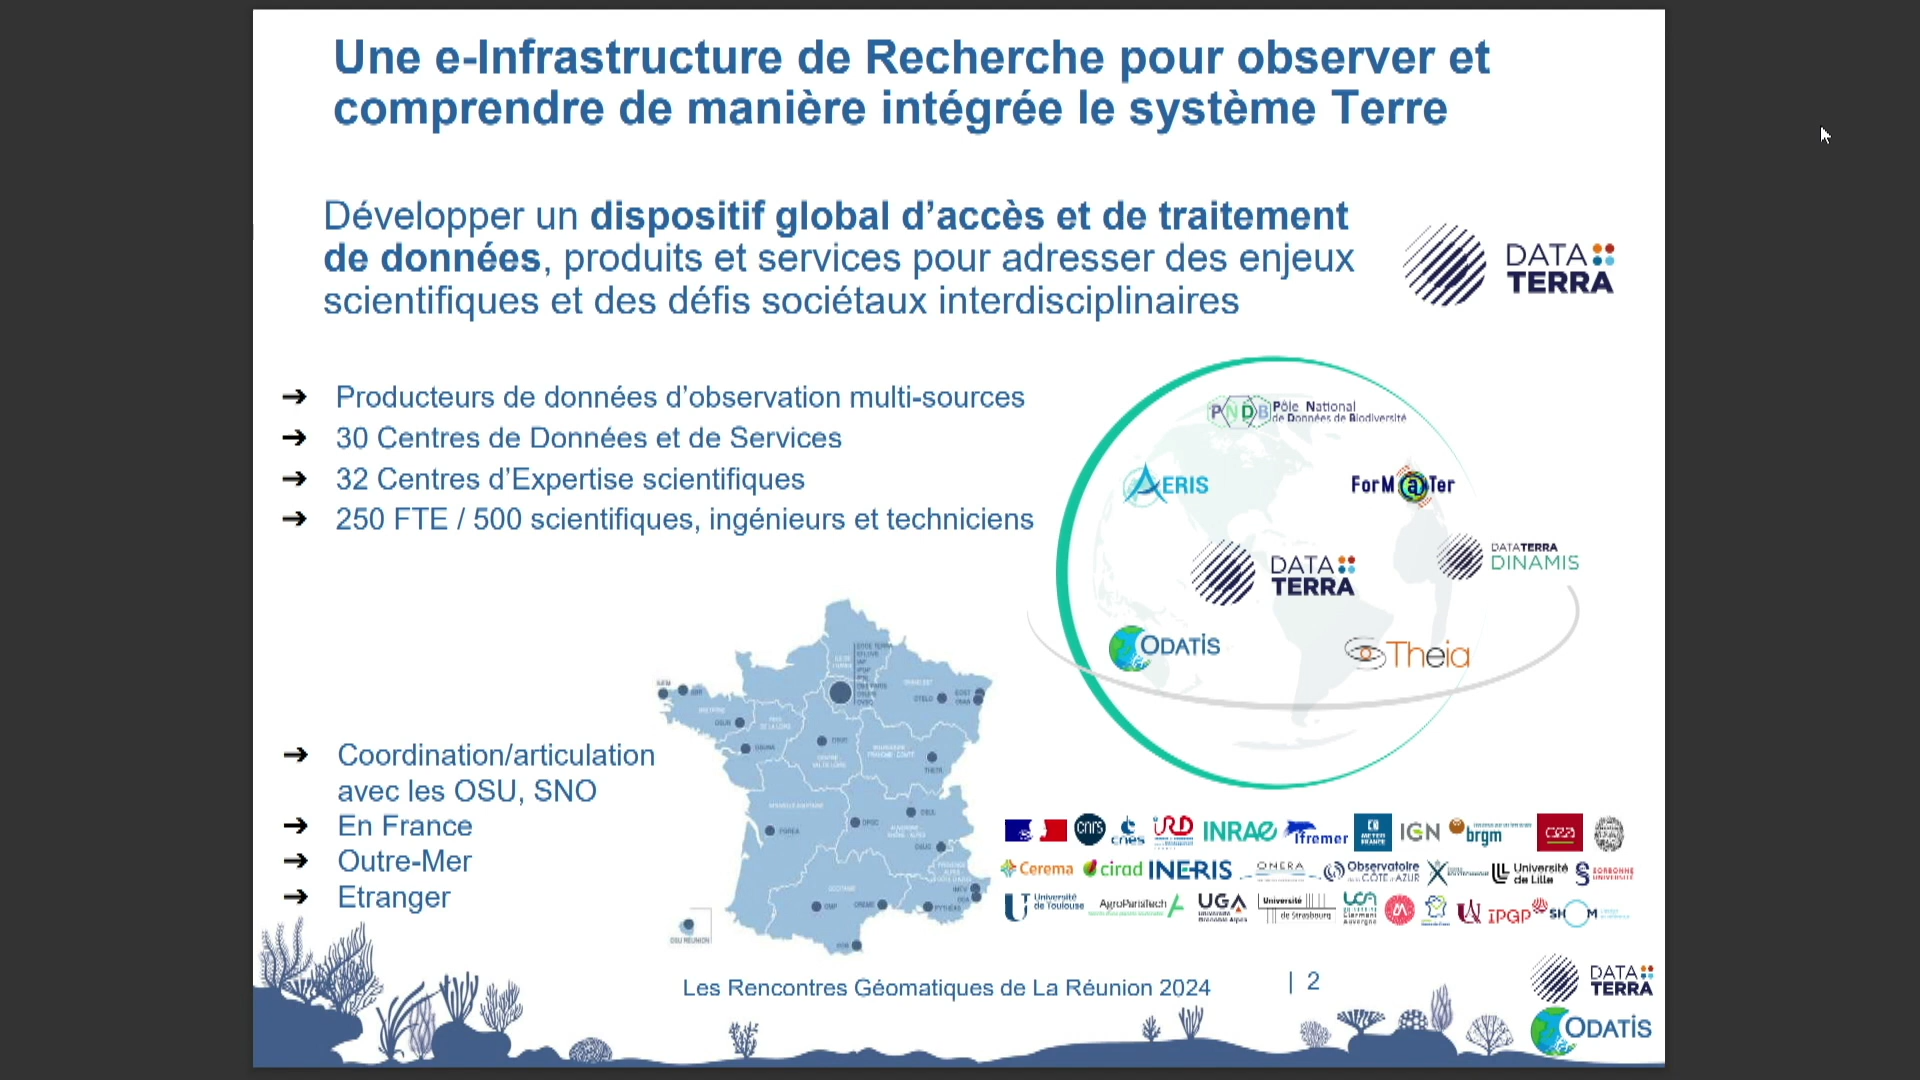 Une e-Infrastructure de Recherche pour observer et
comprendre de manière intégrée le système Terre
Développer un dispositif global d'accès et de traitement
de données, produits et services pour adresser des enjeux
scientifiques et des défis sociétaux interdisciplinaires
DATA
TERRA
➔ Producteurs de données d'observation multi-sources
➔ 30 Centres de Données et de Services
➔ 32 Centres d'Expertise scientifiques
➔ 250 FTE / 500 scientifiques, ingénieurs et techniciens
PNDB Pôle National
de Données de Biodiversité
AERIS
ForM@Ter
DATA
TERRA
DATATERRA
DINAMIS
ODATIS
Theia
➔ Coordination/articulation
avec les OSU, SNO
➔ En France
➔ Outre-Mer
➔ Etranger
OSU REUNION
cnrs cnes IRD INRAE Ifremer METEO FRANCE IGN brgm cea
Cerema cirad INERIS ONERA Observatoire
de la CÔTE d'AZUR
Université
de Lille
SORBONNE
UNIVERSITÉ
Université
de Toulouse
AgroParisTech
UGA
Université
Grenoble Alpes
Université
de Strasbourg
UCA
Clermont
Auvergne
IPGP
SHOM
Les Rencontres Géomatiques de La Réunion 2024
| 2
DATA
TERRA
ODATIS